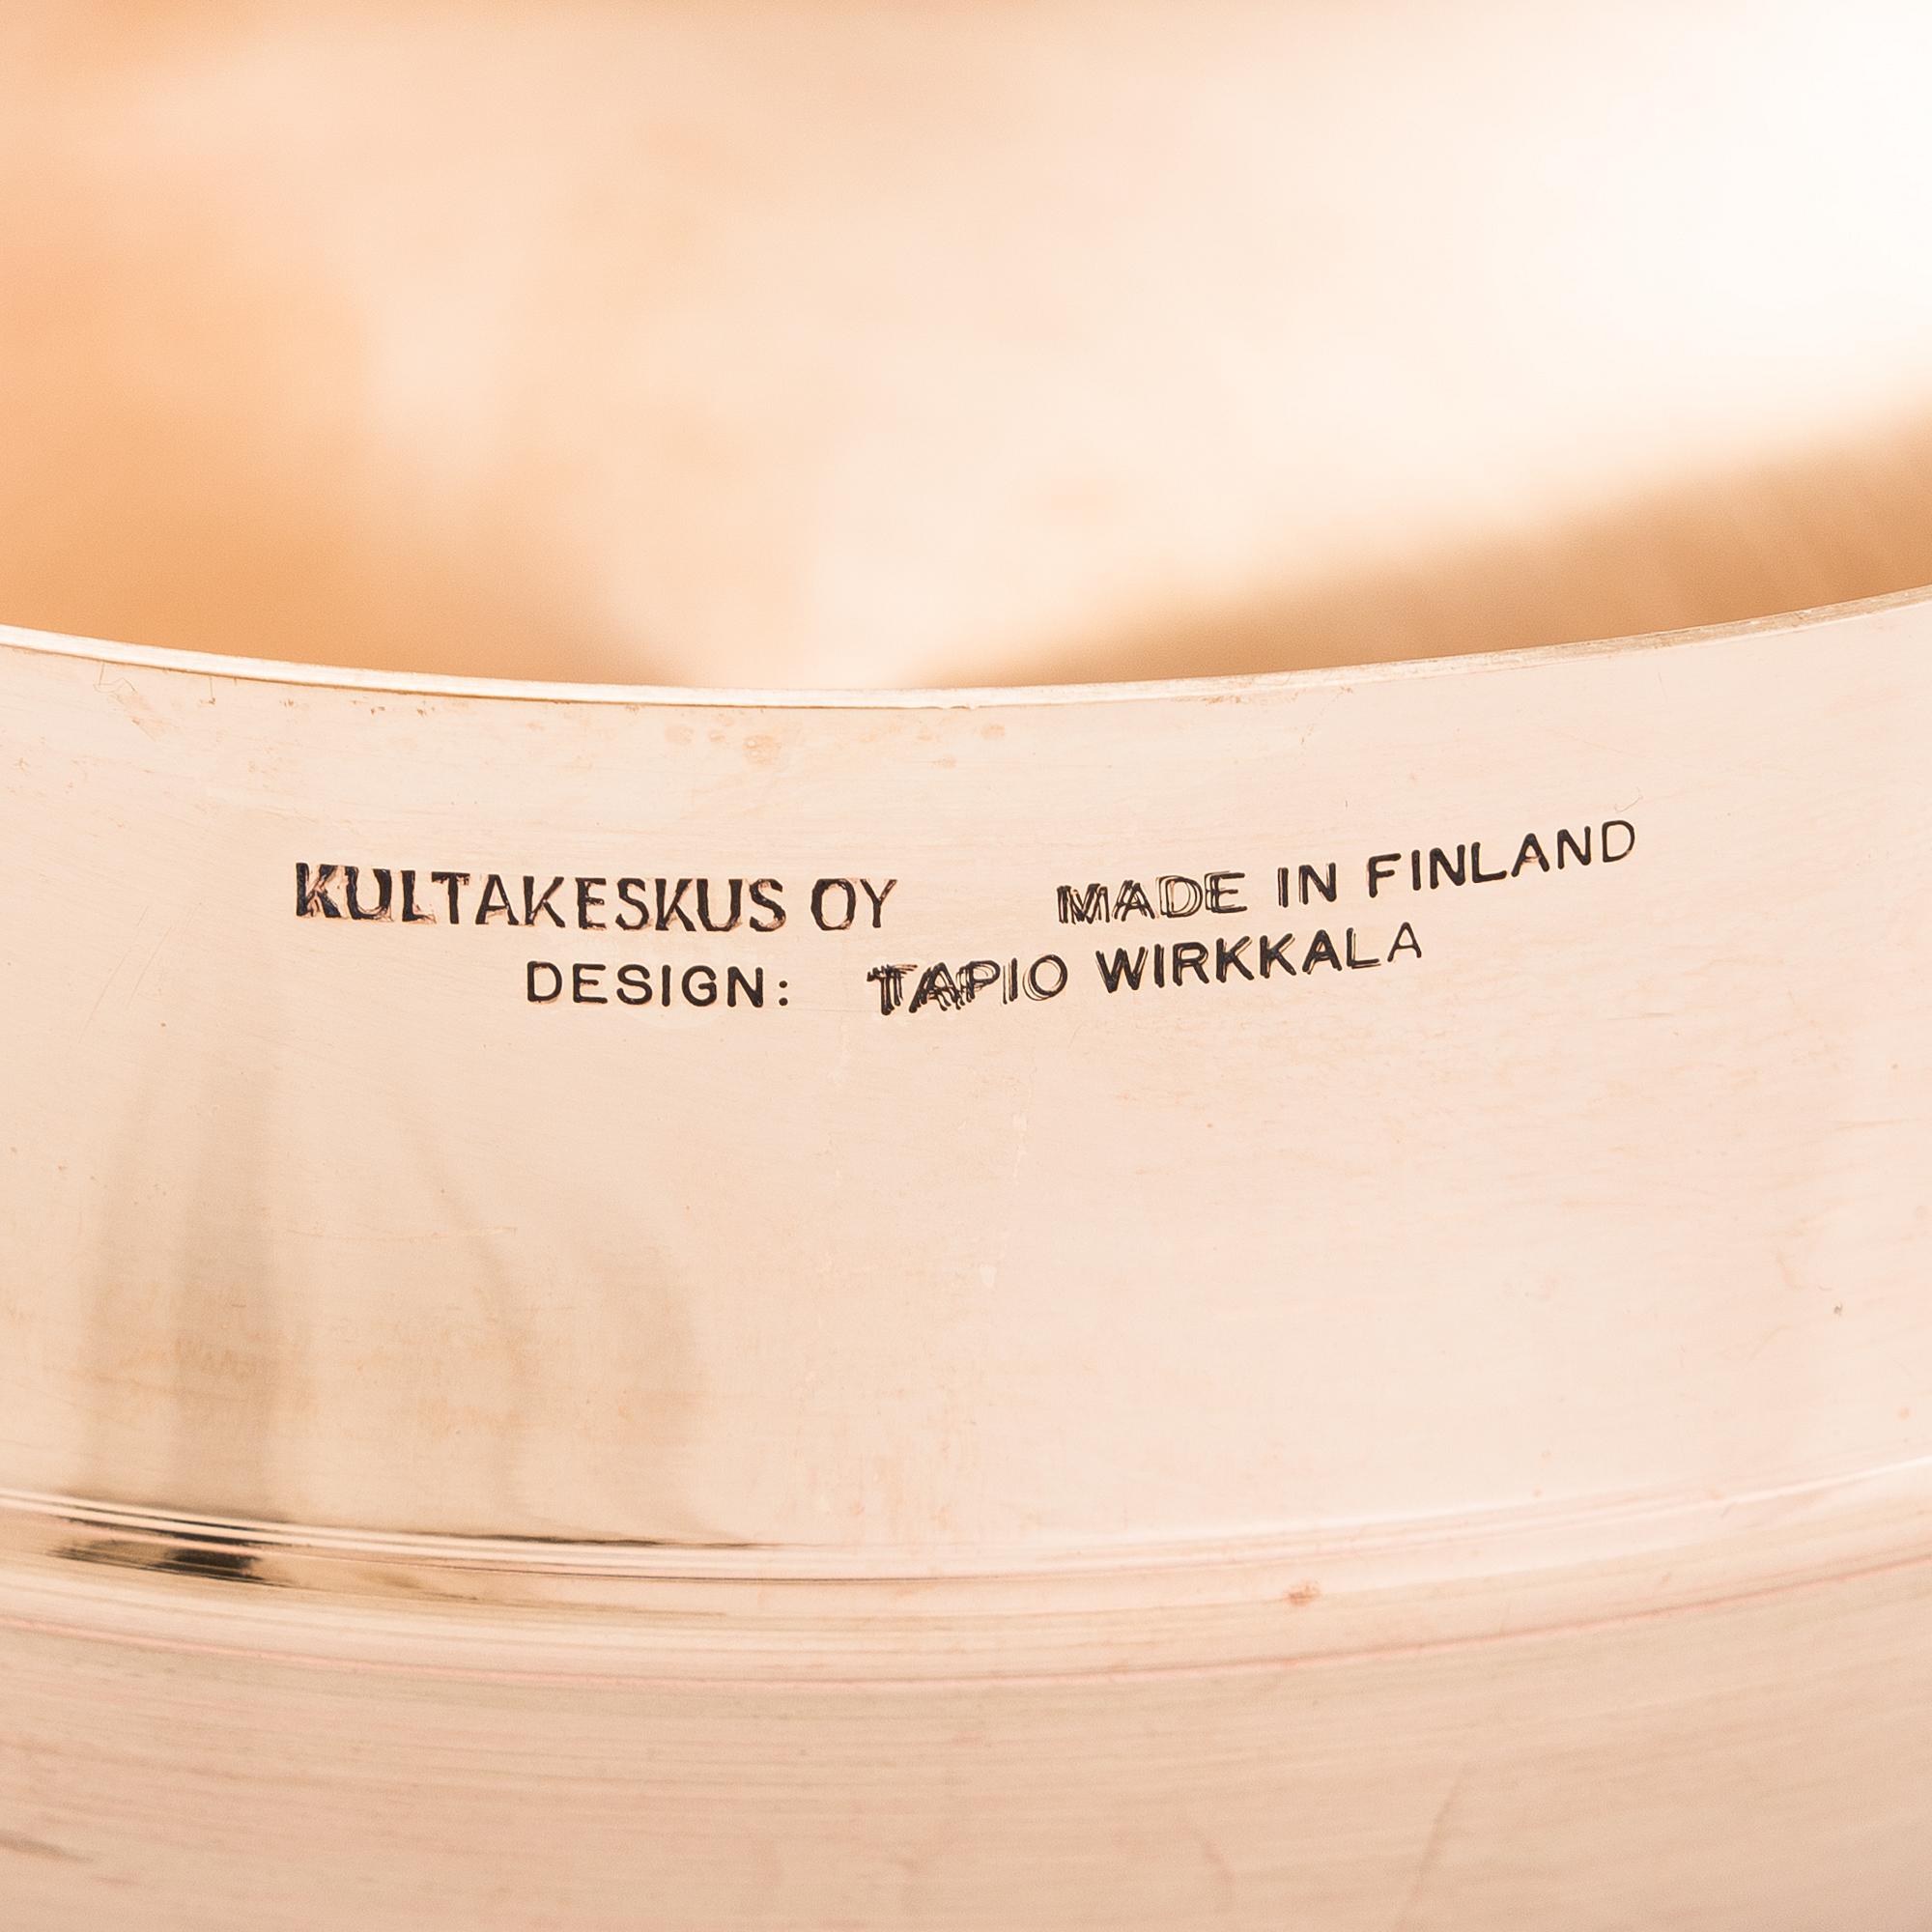 KULTAKESKUS OY MADE IN FINLAND
DESIGN: TAPIO WIRKKALA